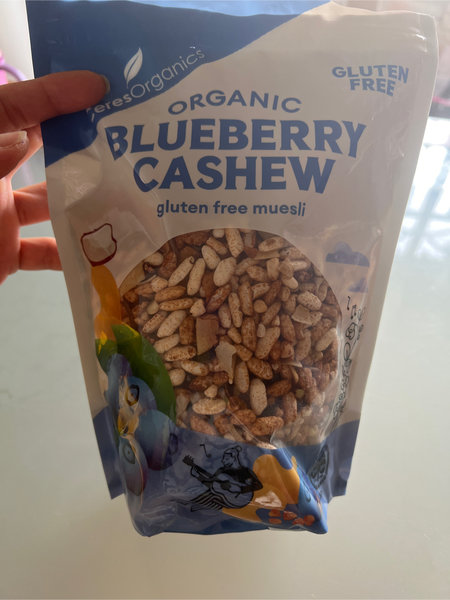 eresOrganics
GLUTEN
FREE
ORGANIC
BLUEBERRY
CASHEW
gluten free muesli